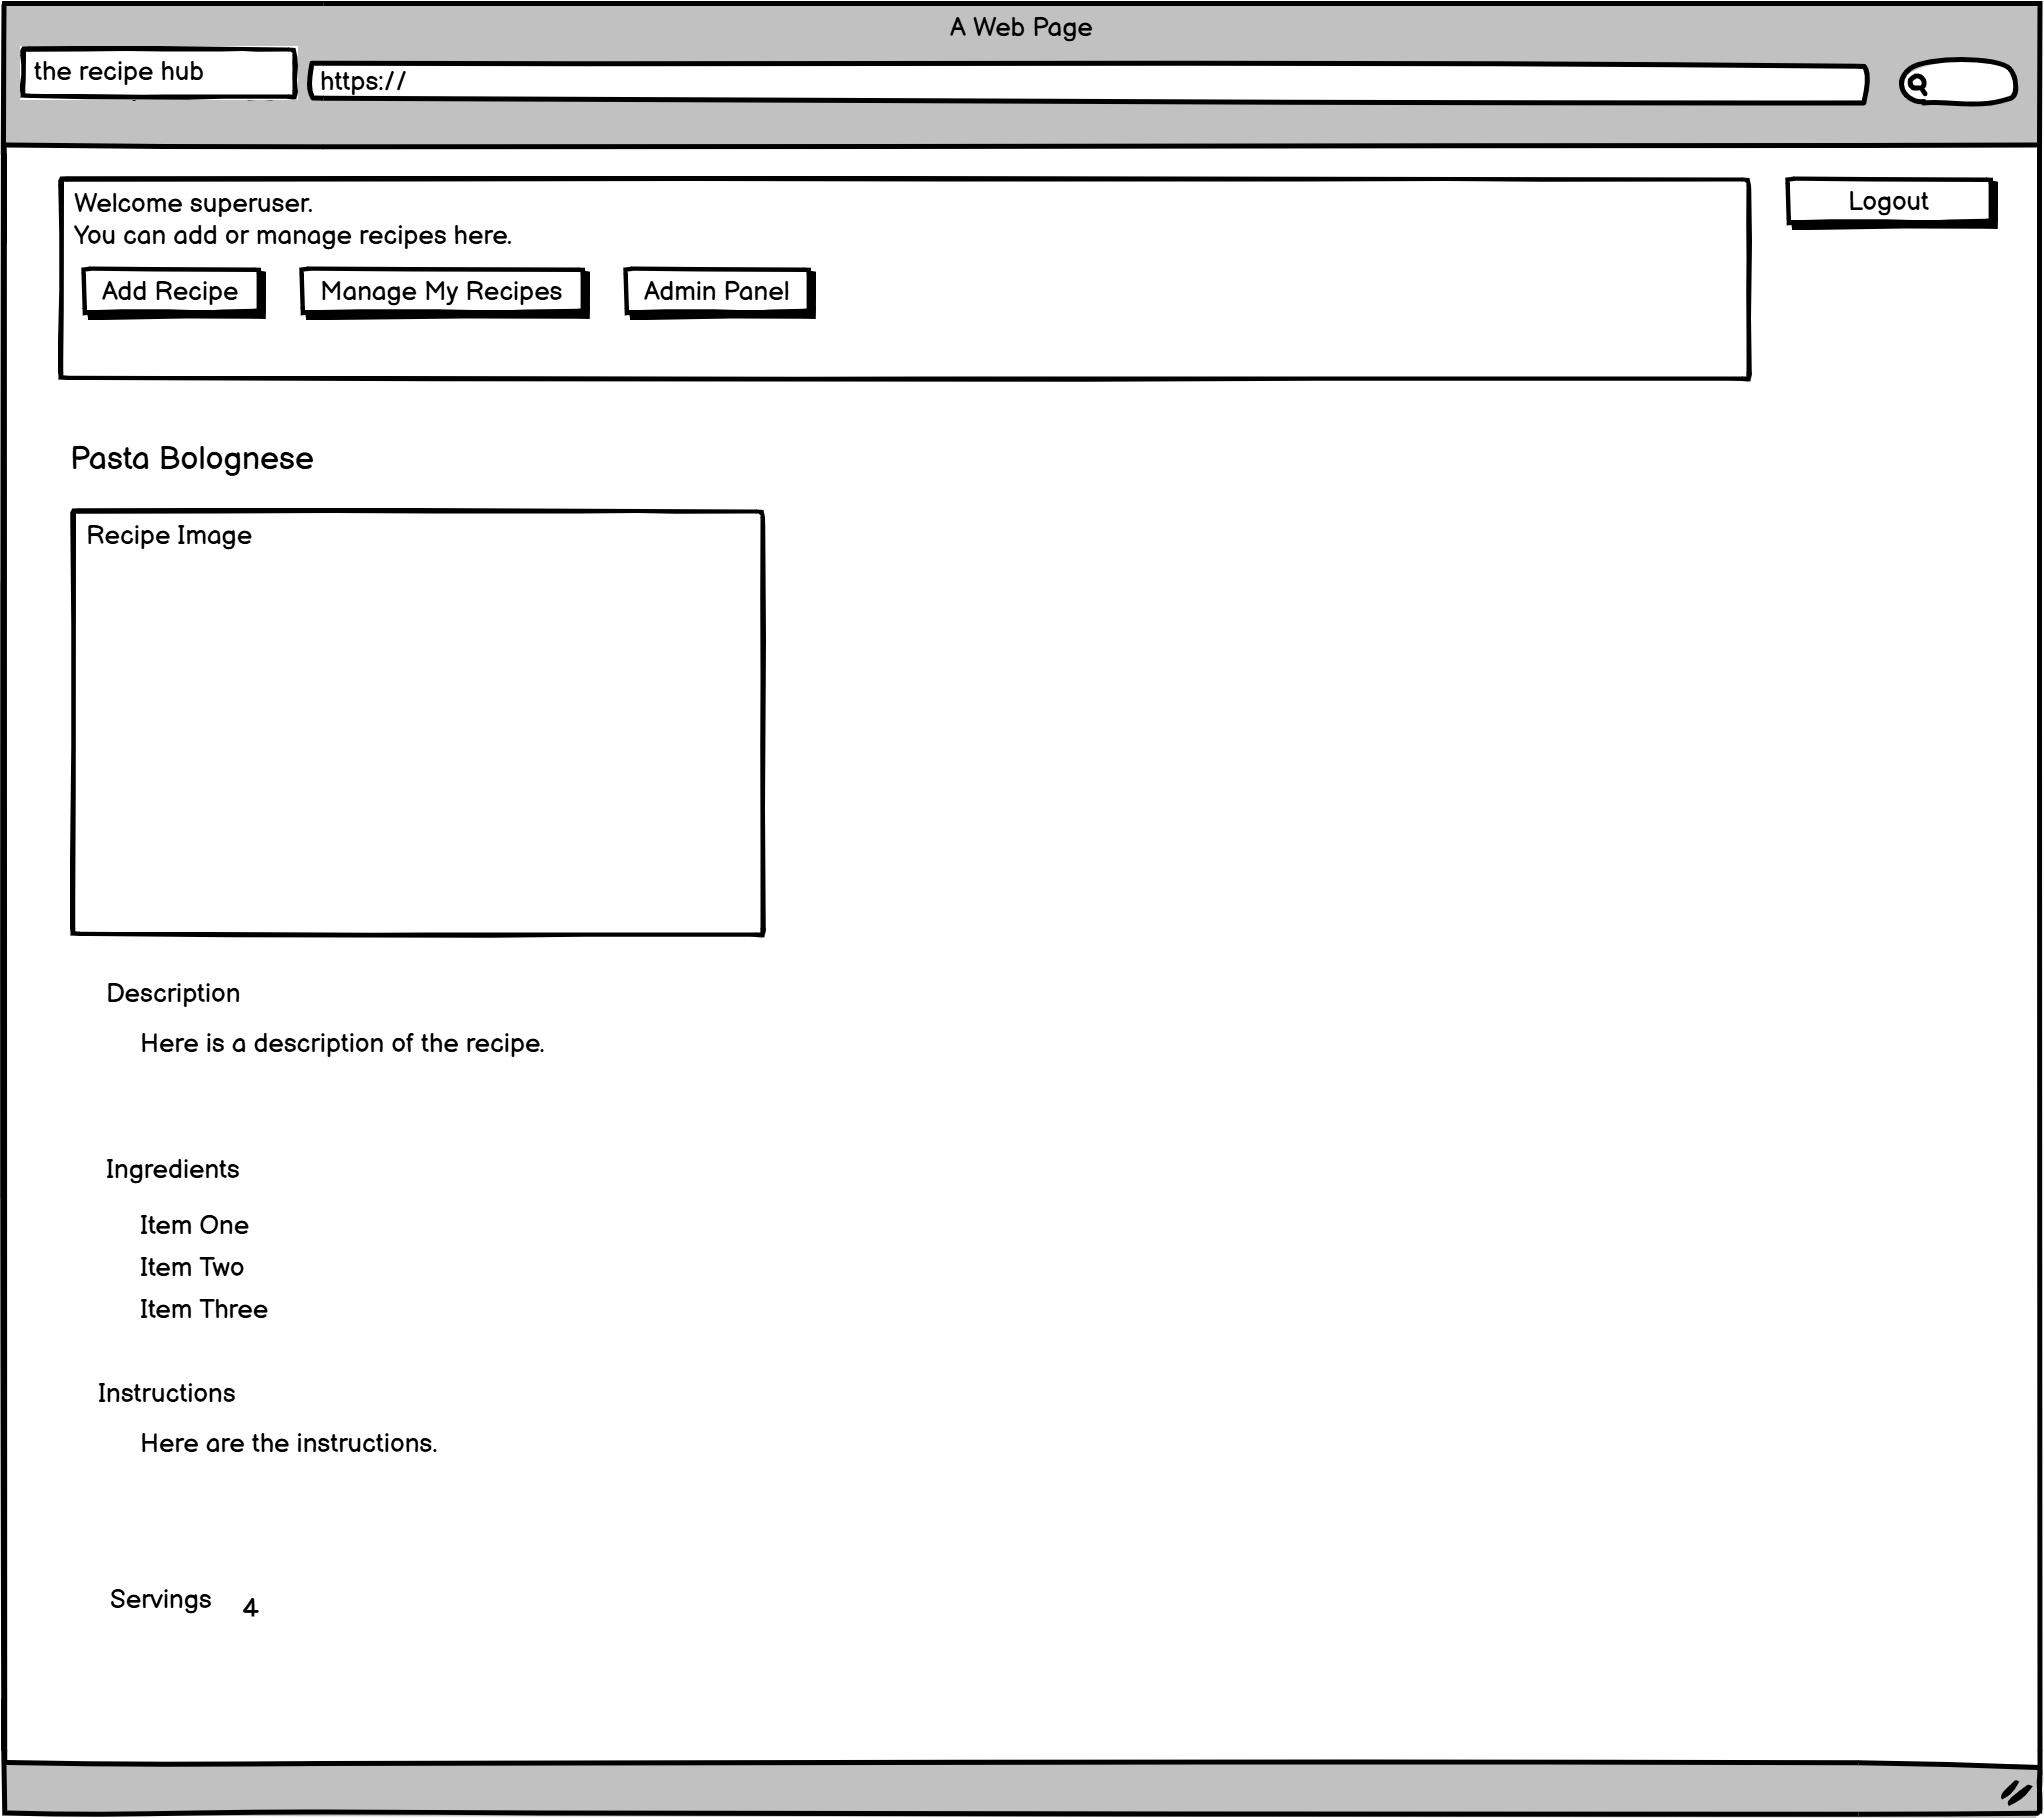 A Web Page
the recipe hub
https://
Welcome superuser.
You can add or manage recipes here.
Logout
Add Recipe
Manage My Recipes
Admin Panel
Pasta Bolognese
Recipe Image
Description
Here is a description of the recipe.
Ingredients
Item One
Item Two
Item Three
Instructions
Here are the instructions.
Servings 4